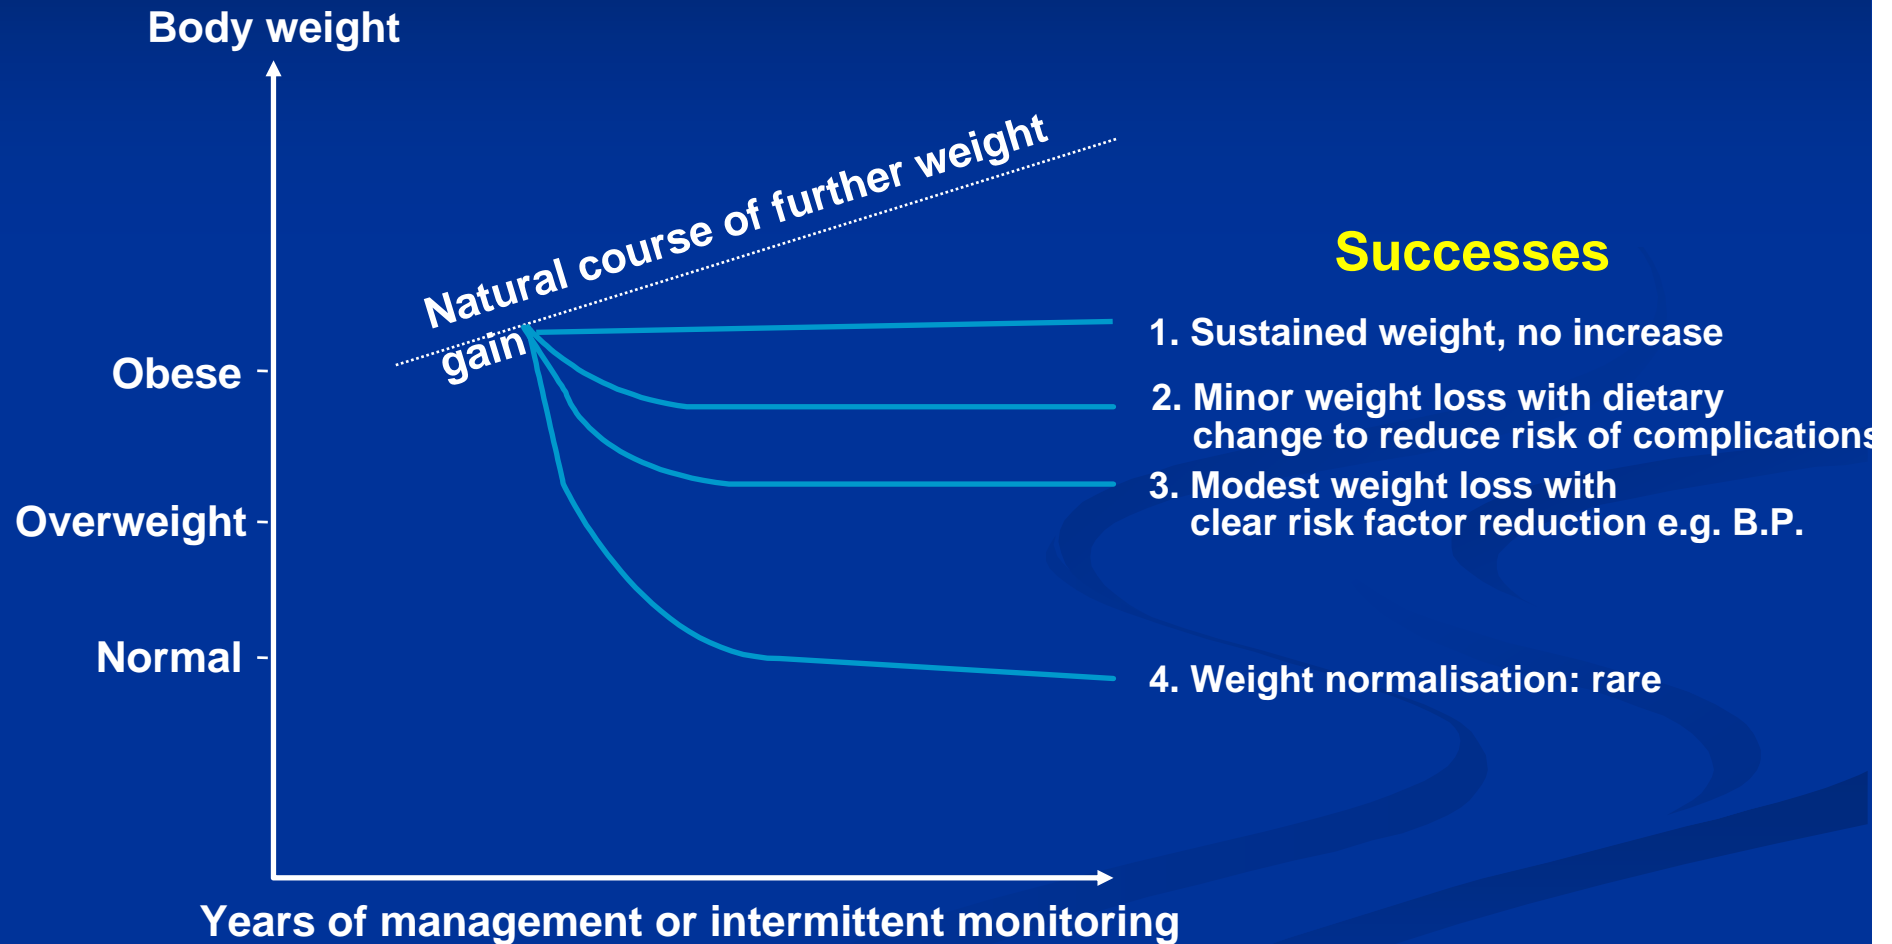 Body weight
Natural course of further weight
gain
Successes
Obese
Overweight
Normal
1. Sustained weight, no increase
2. Minor weight loss with dietary
change to reduce risk of complications
3. Modest weight loss with
clear risk factor reduction e.g. B.P.
4. Weight normalisation: rare
Years of management or intermittent monitoring